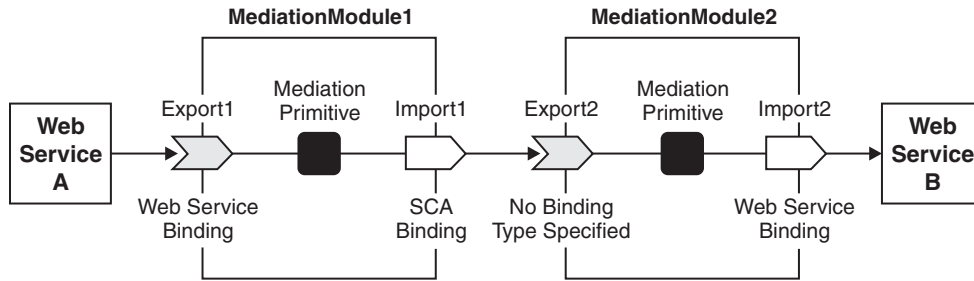 MediationModule1
MediationModule2
Export1
Mediation
Primitive
Import1
Export2
Mediation
Primitive
Import2
Web
Service
A
Web
Service
B
Web Service
Binding
SCA
Binding
No Binding
Type Specified
Web Service
Binding